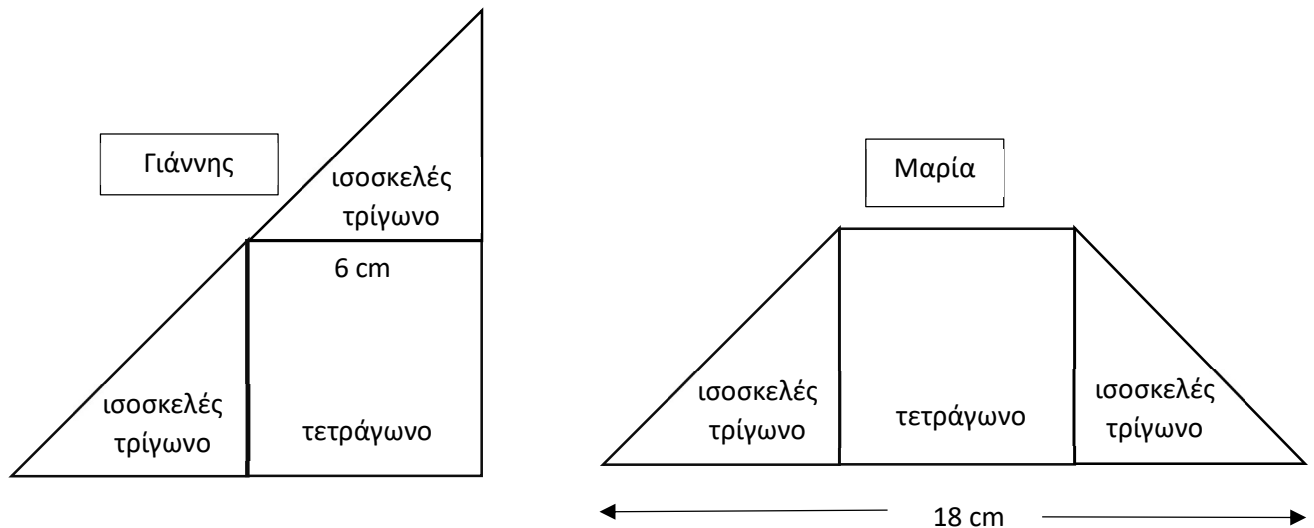 Γιάννης
ισοσκελές
τρίγωνο
6 cm
ισοσκελές
τρίγωνο
τετράγωνο
Μαρία
ισοσκελές
τρίγωνο
τετράγωνο
ισοσκελές
τρίγωνο
18 cm